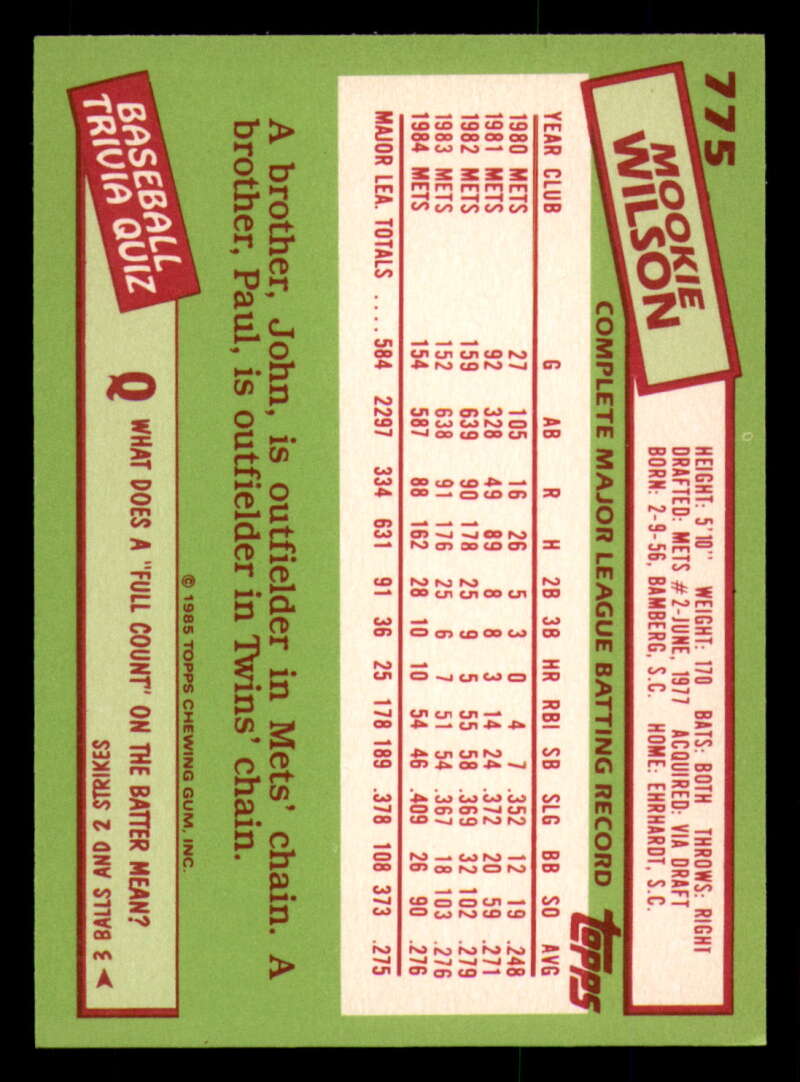 775
MOOKIE
WILSON
HEIGHT: 5'10" WEIGHT: 170 BATS: BOTH THROWS: RIGHT
DRAFTED: METS #2-JUNE, 1977 ACQUIRED: VIA DRAFT
BORN: 2-9-56, BAMBERG, S.C. HOME: EHRHARDT, S.C.
COMPLETE MAJOR LEAGUE BATTING RECORD
topps
YEAR CLUB G AB R H 2B 3B HR RBI SB SLG BB SO AVG
1980 METS 27 105 16 26 5 3 0 4 7 .352 12 19 .248
1981 METS 92 328 49 89 8 8 3 14 24 .372 20 59 .271
1982 METS 159 639 90 178 25 9 5 55 58 .369 32 102 .279
1983 METS 152 638 91 176 25 6 7 51 54 .367 18 103 .276
1984 METS 154 587 88 162 28 10 10 54 46 .409 26 90 .276
MAJOR LEA. TOTALS .... 584 2297 334 631 91 36 25 178 189 .378 108 373 .275
A brother, John, is outfielder in Mets' chain. A
brother, Paul, is outfielder in Twins' chain.
© 1985 TOPPS CHEWING GUM, INC.
BASEBALL
TRIVIA QUIZ
Q WHAT DOES A "FULL COUNT" ON THE BATTER MEAN?
3 BALLS AND 2 STRIKES